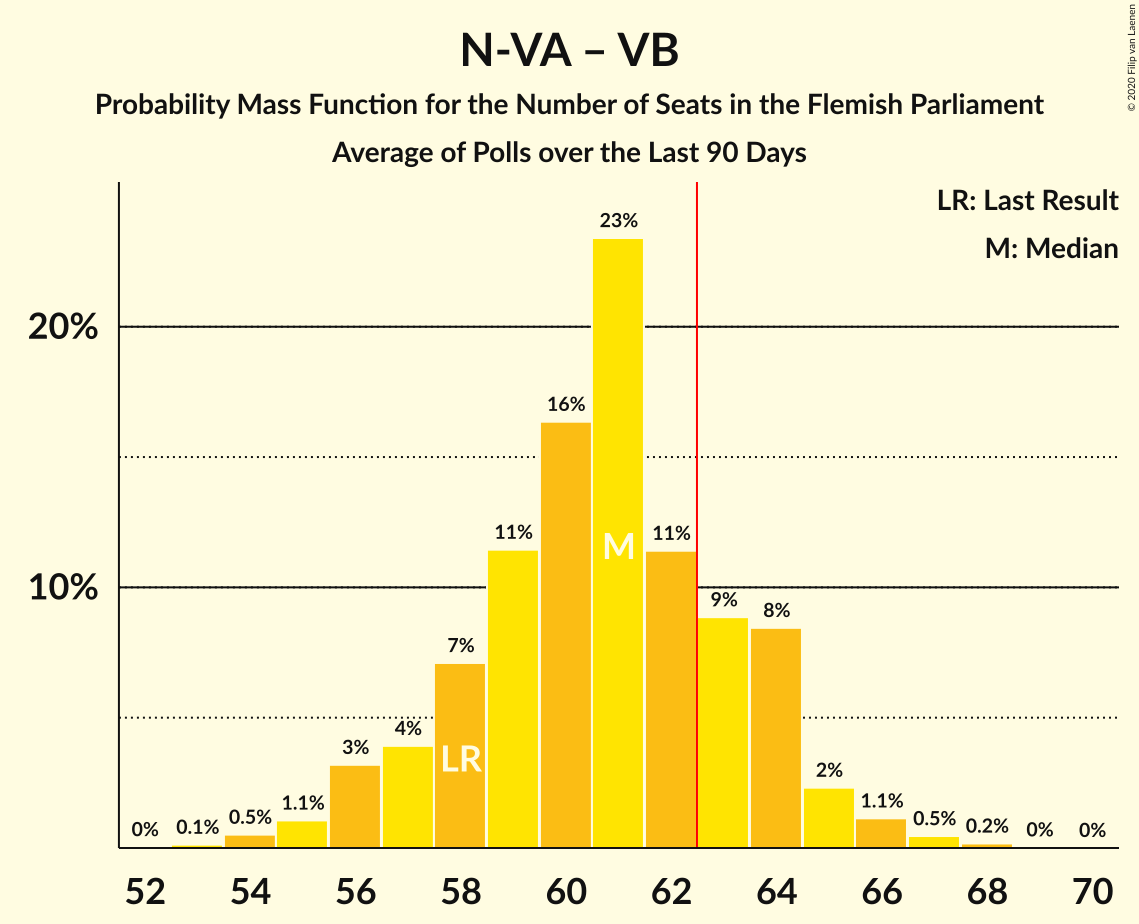 © 2020 Filip van Laenen
N-VA – VB
Probability Mass Function for the Number of Seats in the Flemish Parliament
Average of Polls over the Last 90 Days
LR: Last Result
M: Median
20%
10%
0%
0.1%
0.5%
1.1%
3%
4%
7%
11%
16%
23%
11%
9%
8%
2%
1.1%
0.5%
0.2%
0%
0%
LR
M
52 54 56 58 60 62 64 66 68 70